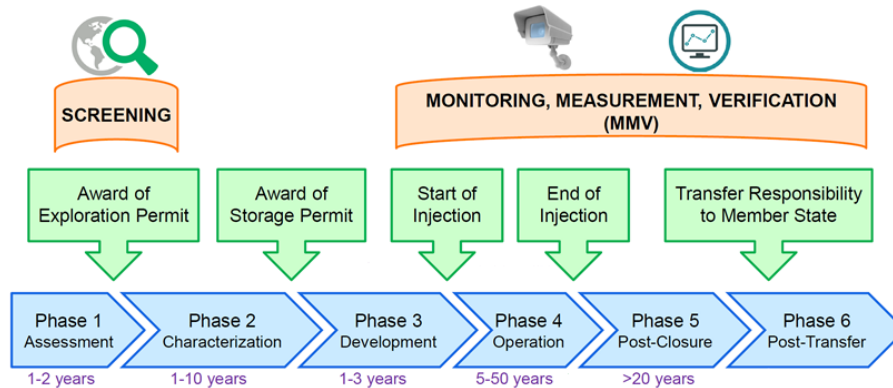 SCREENING
MONITORING, MEASUREMENT, VERIFICATION
(MMV)
Award of
Exploration Permit
Award of
Storage Permit
Start of
Injection
End of
Injection
Transfer Responsibility
to Member State
Phase 1
Assessment
Phase 2
Characterization
Phase 3
Development
Phase 4
Operation
Phase 5
Post-Closure
Phase 6
Post-Transfer
1-2 years
1-10 years
1-3 years
5-50 years
>20 years